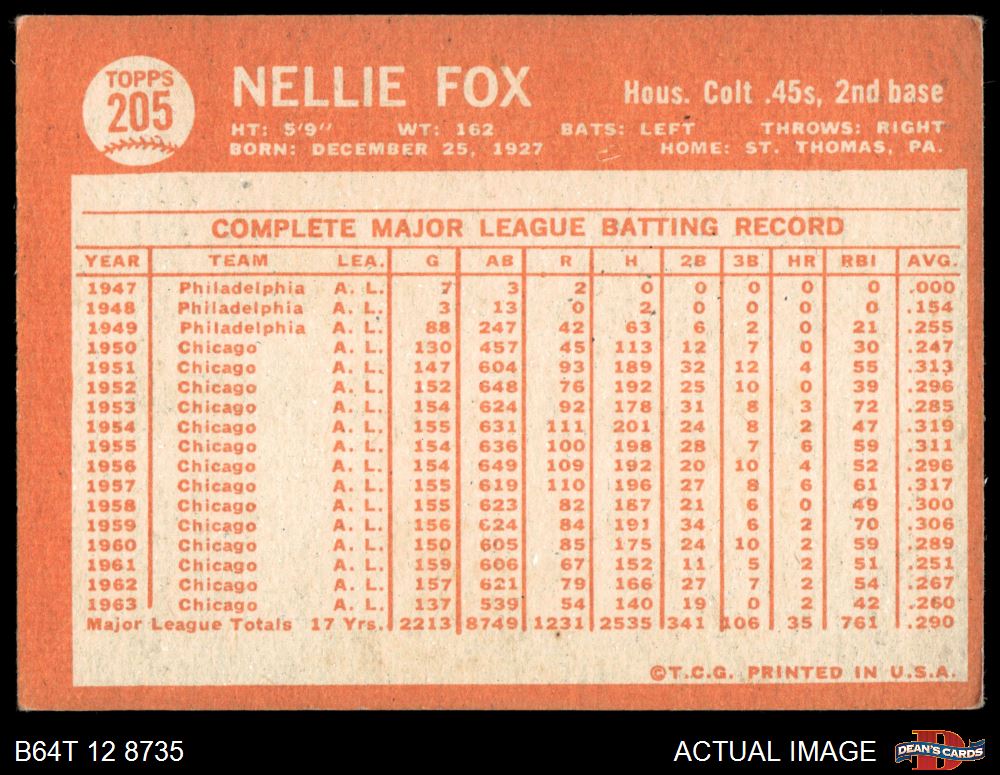 TOPPS
205
NELLIE FOX
Hous. Colt .45s, 2nd base
HT: 5'9" WT: 162 BATS: LEFT THROWS: RIGHT
BORN: DECEMBER 25, 1927 HOME: ST. THOMAS, PA.
COMPLETE MAJOR LEAGUE BATTING RECORD
YEAR TEAM LEA. G AB R H 2B 3B HR RBI AVG.
1947 Philadelphia A. L. 7 3 2 0 0 0 0 0 .000
1948 Philadelphia A. L. 3 13 0 2 0 0 0 0 .154
1949 Philadelphia A. L. 88 247 42 63 6 2 0 21 .255
1950 Chicago A. L. 130 457 45 113 12 7 0 30 .247
1951 Chicago A. L. 147 604 93 189 32 12 4 55 .313
1952 Chicago A. L. 152 648 76 192 25 10 0 39 .296
1953 Chicago A. L. 154 624 92 178 31 8 3 72 .285
1954 Chicago A. L. 155 631 111 201 24 8 2 47 .319
1955 Chicago A. L. 154 636 100 198 28 7 6 59 .311
1956 Chicago A. L. 154 649 109 192 20 10 4 52 .296
1957 Chicago A. L. 155 619 110 196 27 8 6 61 .317
1958 Chicago A. L. 155 623 82 187 21 6 0 49 .300
1959 Chicago A. L. 156 624 84 191 34 6 2 70 .306
1960 Chicago A. L. 150 605 85 175 24 10 2 59 .289
1961 Chicago A. L. 159 606 67 152 11 5 2 51 .251
1962 Chicago A. L. 157 621 79 166 27 7 2 54 .267
1963 Chicago A. L. 137 539 54 140 19 0 2 42 .260
Major League Totals 17 Yrs. 2213 8749 1231 2535 341 106 35 761 .290
©T.C.G. PRINTED IN U.S.A.
B64T 12 8735
ACTUAL IMAGE
DEAN'S CARDS